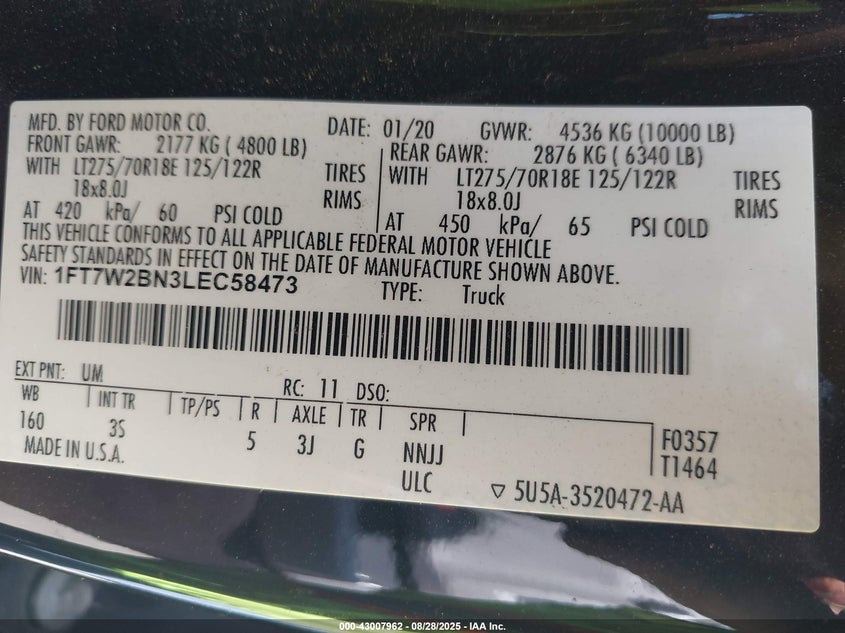 MFD. BY FORD MOTOR CO. DATE: 01/20 GVWR: 4536 KG (10000 LB)
FRONT GAWR: 2177 KG ( 4800 LB) REAR GAWR: 2876 KG ( 6340 LB)
WITH LT275/70R18E 125/122R TIRES WITH LT275/70R18E 125/122R TIRES
18x8.0J RIMS 18x8.0J RIMS
AT 420 kPa/ 60 PSI COLD AT 450 kPa/ 65 PSI COLD
THIS VEHICLE CONFORMS TO ALL APPLICABLE FEDERAL MOTOR VEHICLE
SAFETY STANDARDS IN EFFECT ON THE DATE OF MANUFACTURE SHOWN ABOVE.
VIN: 1FT7W2BN3LEC58473 TYPE: Truck
EXT PNT: UM RC: 11 DSO:
WB INT TR TP/PS R AXLE TR SPR
160 3S 5 3J G NNJJ F0357
MADE IN U.S.A. ULC T1464
5U5A-3520472-AA
000-43007962 - 08/28/2025 - IAA Inc.